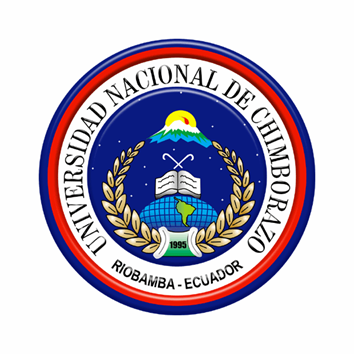 UNIVERSIDAD NACIONAL DE CHIMBORAZO
1995
RIOBAMBA - ECUADOR